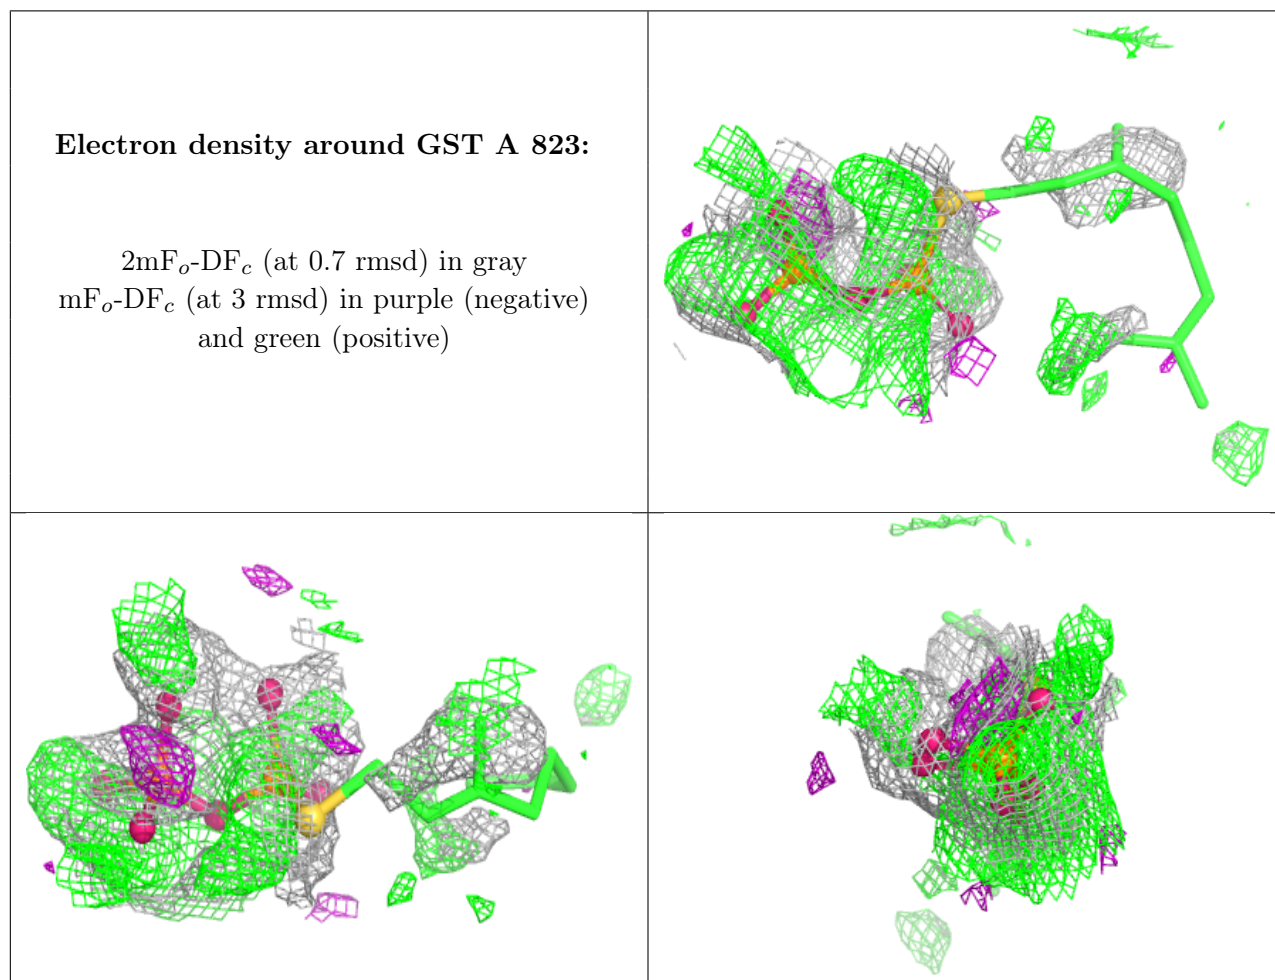 Electron density around GST A 823:
2mFo-DFc (at 0.7 rmsd) in gray
mFo-DFc (at 3 rmsd) in purple (negative)
and green (positive)